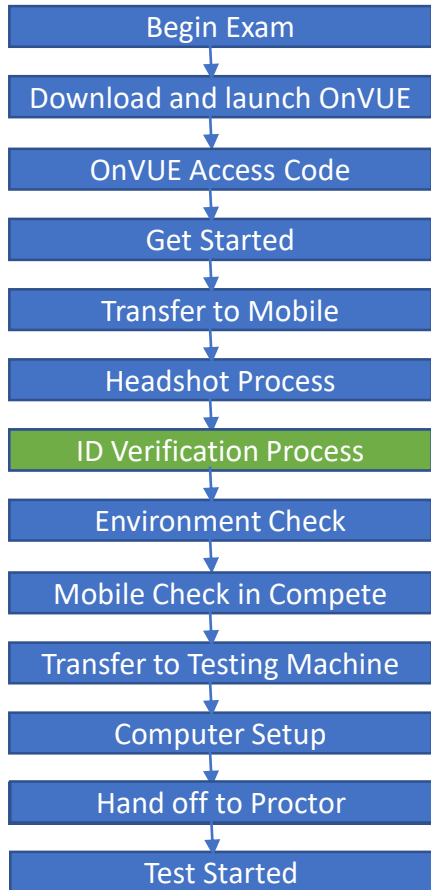 Begin Exam
Download and launch OnVUE
OnVUE Access Code
Get Started
Transfer to Mobile
Headshot Process
ID Verification Process
Environment Check
Mobile Check in Compete
Transfer to Testing Machine
Computer Setup
Hand off to Proctor
Test Started